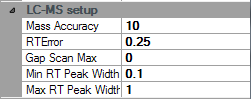 LC-MS setup
Mass Accuracy 10
RTError 0.25
Gap Scan Max 0
Min RT Peak Width 0.1
Max RT Peak Width 1